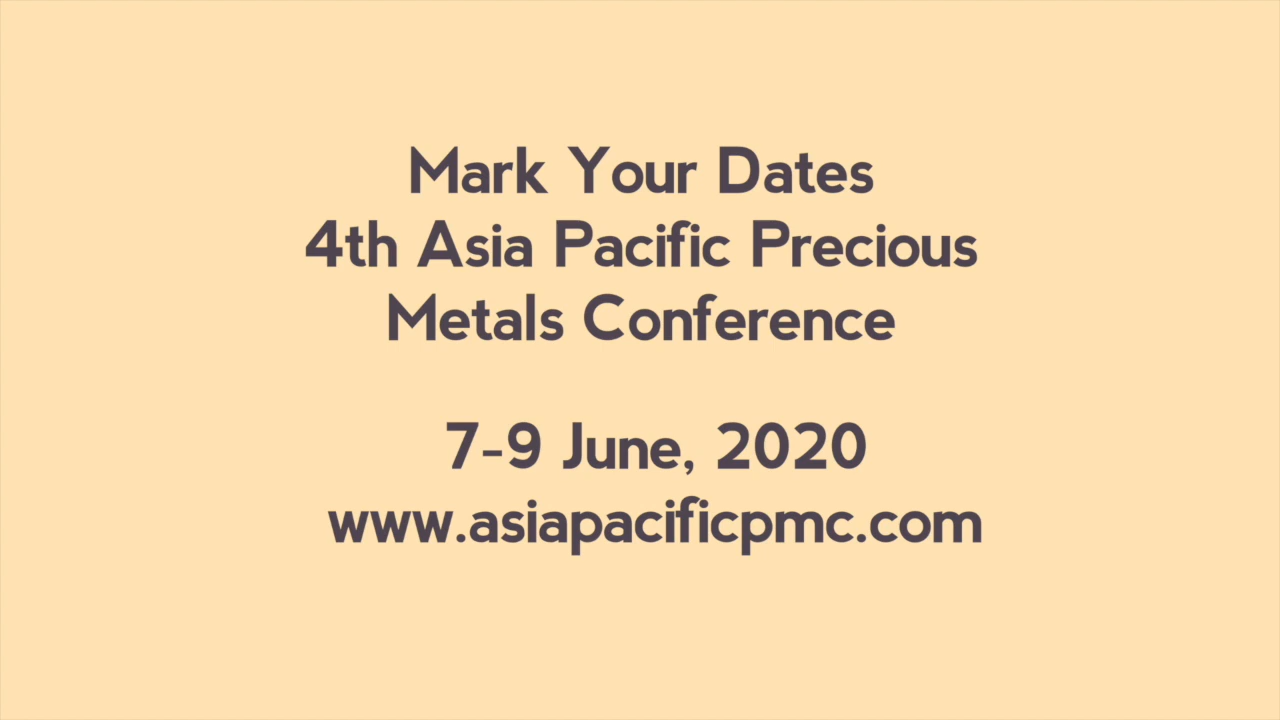 Mark Your Dates
4th Asia Pacific Precious
Metals Conference
7-9 June, 2020
www.asiapacificpmc.com